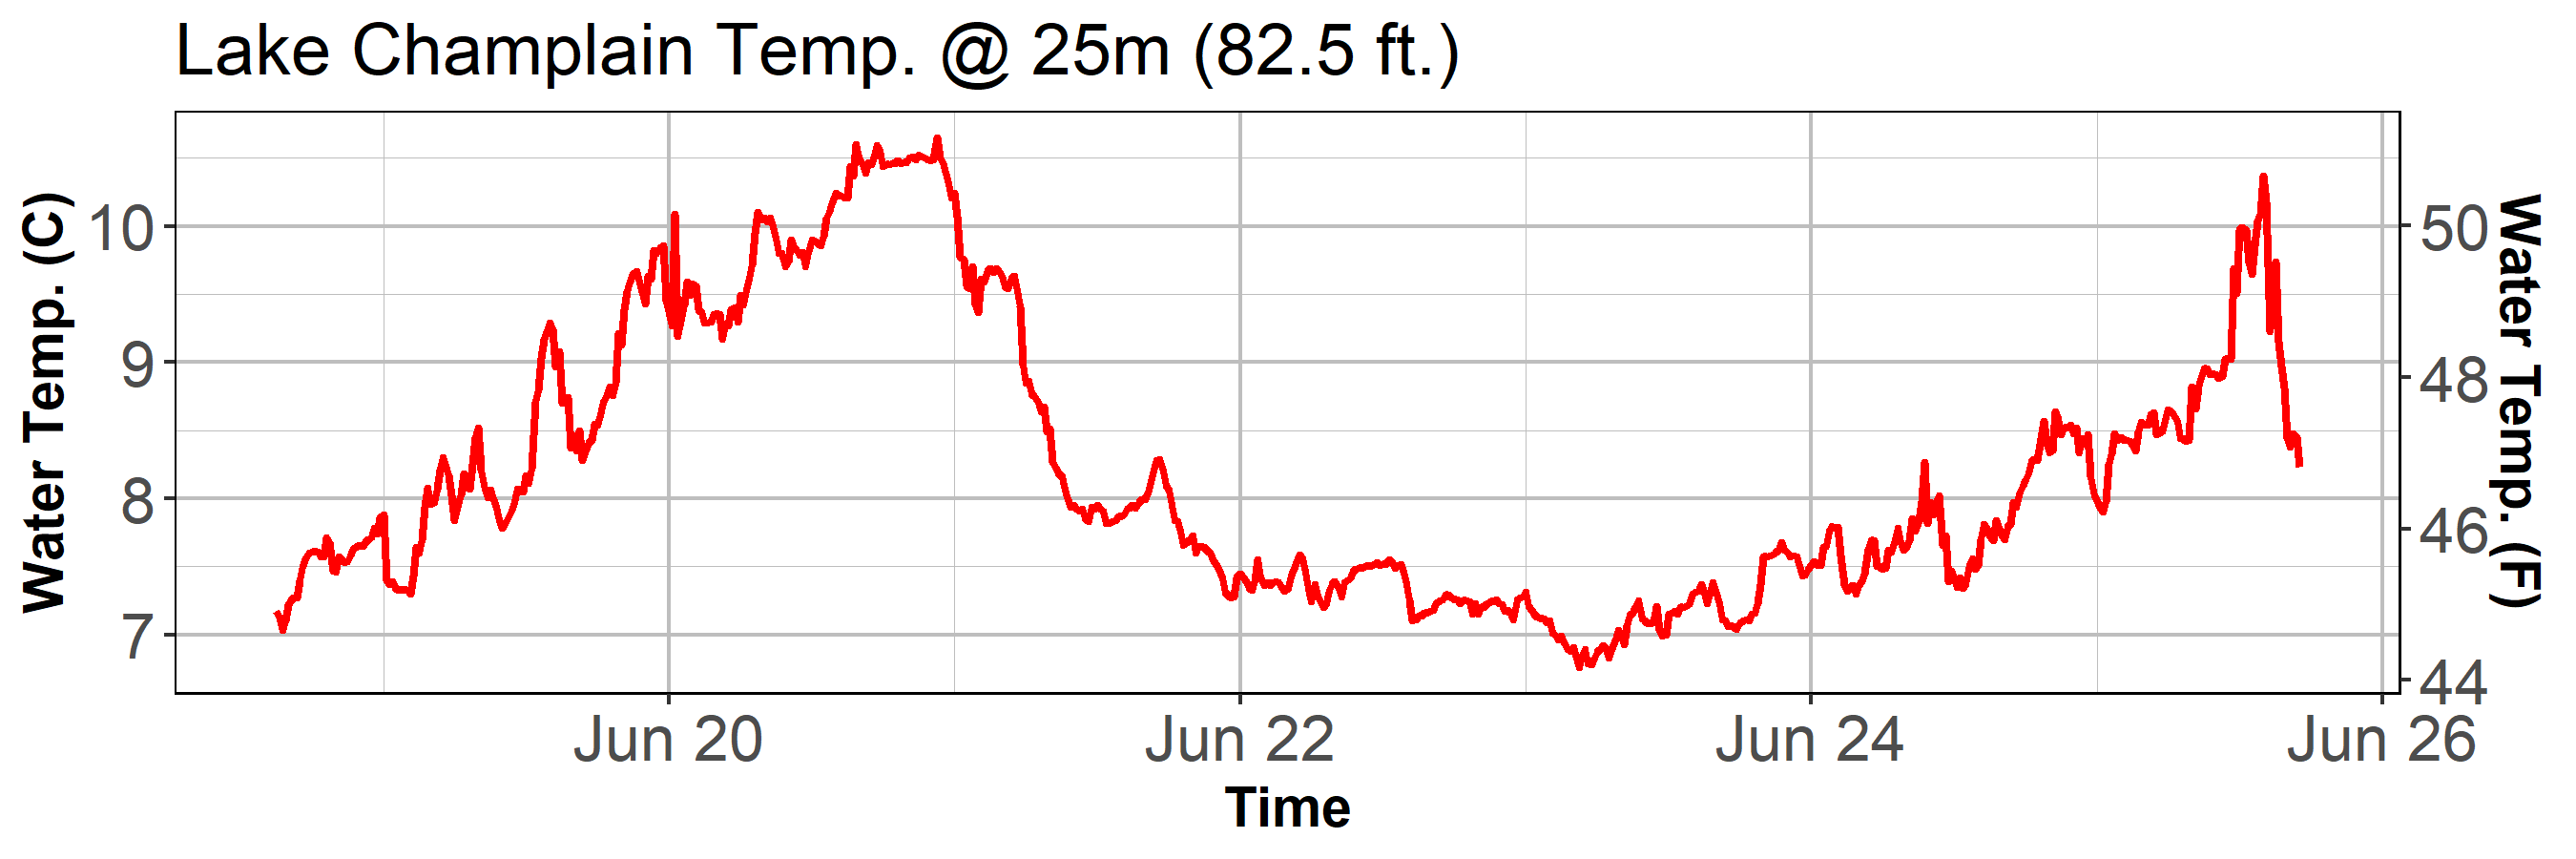 Lake Champlain Temp. @ 25m (82.5 ft.)
Water Temp. (C)
10
9
8
7
50
48
46
44
Water Temp. (F)
Jun 20 Jun 22 Jun 24 Jun 26
Time